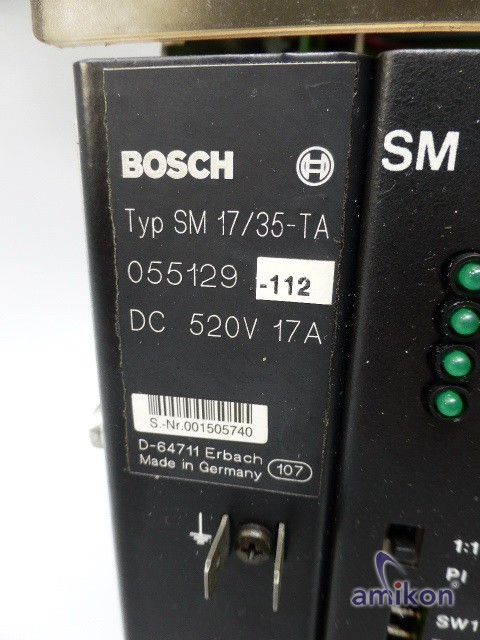 BOSCH
Typ SM 17/35-TA
055129 -112
DC 520V 17A
S.-Nr.001505740
D-64711 Erbach
Made in Germany 107
SM
1:1
PI
SW1
amikon